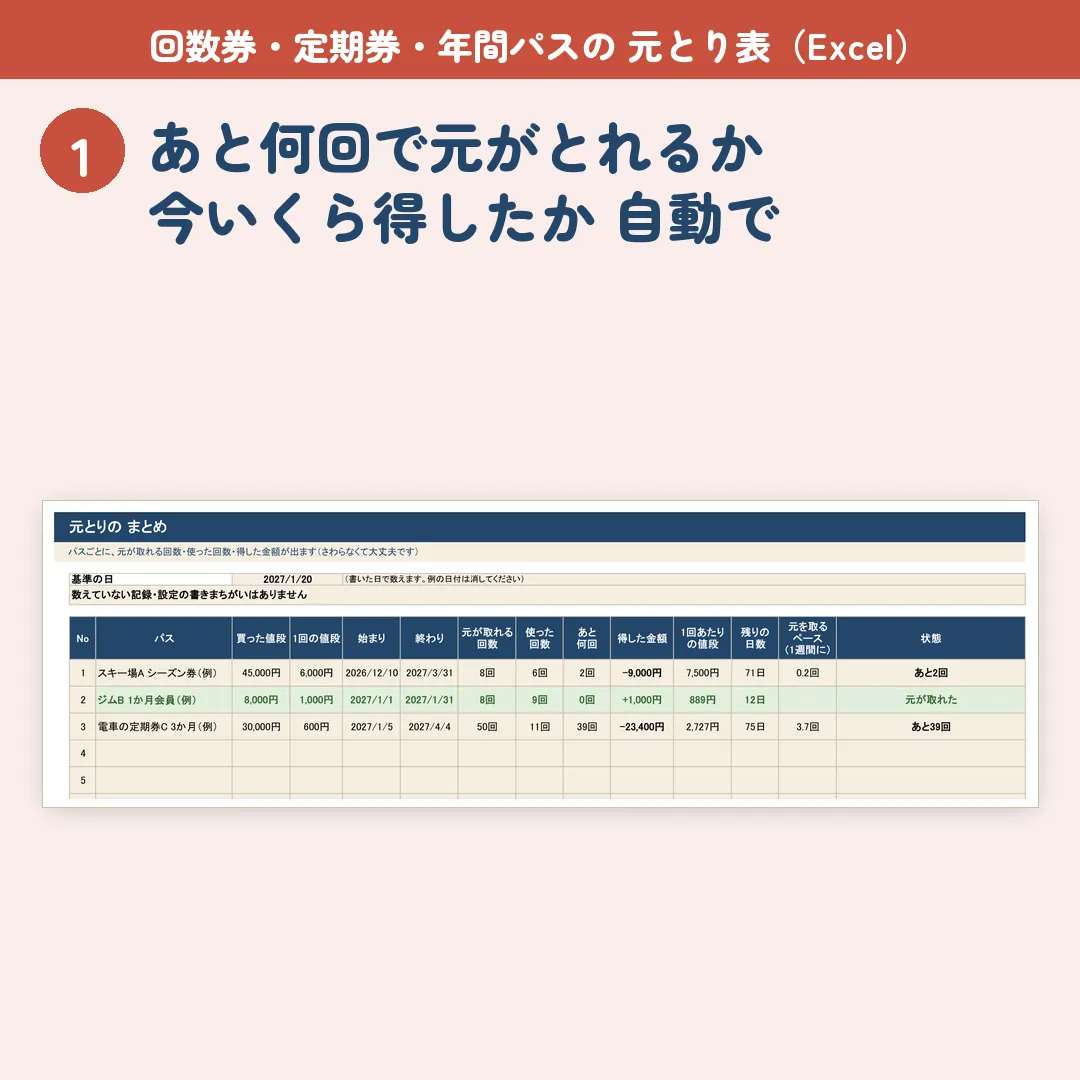 回数券・定期券・年間パスの 元とり表（Excel）
1
あと何回で元がとれるか
今いくら得したか 自動で
元とりの まとめ
パスごとに、元が取れる回数・使った回数・得した金額が出ます（さわらなくて大丈夫です）
基準の日 2027/1/20 （書いた日で数えます。例の日付は消してください）
数えていない記録・設定の書きまちがいはありません
No パス 買った値段 1回の値段 始まり 終わり 元が取れる回数 使った回数 あと何回 得した金額 1回あたりの値段 残りの日数 元を取るペース（1週間に） 状態
1 スキー場A シーズン券（例） 45,000円 6,000円 2026/12/10 2027/3/31 8回 6回 2回 −9,000円 7,500円 71日 0.2回 あと2回
2 ジムB 1か月会員（例） 8,000円 1,000円 2027/1/1 2027/1/31 8回 9回 0回 +1,000円 889円 12日 元が取れた
3 電車の定期券C 3か月（例） 30,000円 600円 2027/1/5 2027/4/4 50回 11回 39回 −23,400円 2,727円 75日 3.7回 あと39回
4
5